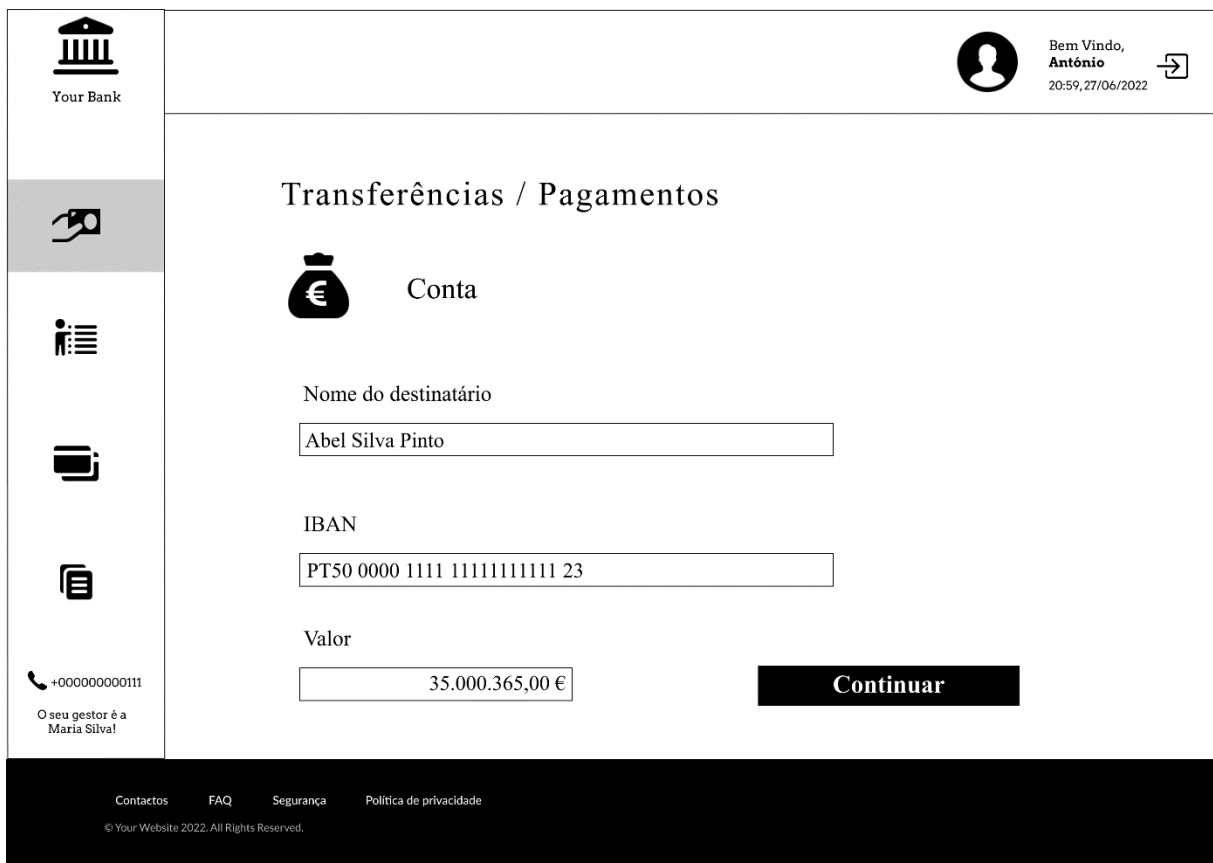 Your Bank
Bem Vindo,
António
20:59,27/06/2022
Transferências / Pagamentos
€
Conta
Nome do destinatário
Abel Silva Pinto
IBAN
PT50 0000 1111 11111111111 23
Valor
35.000.365,00 €
Continuar
+000000000111
O seu gestor é a
Maria Silva!
Contactos FAQ Segurança Política de privacidade
© Your Website 2022. All Rights Reserved.